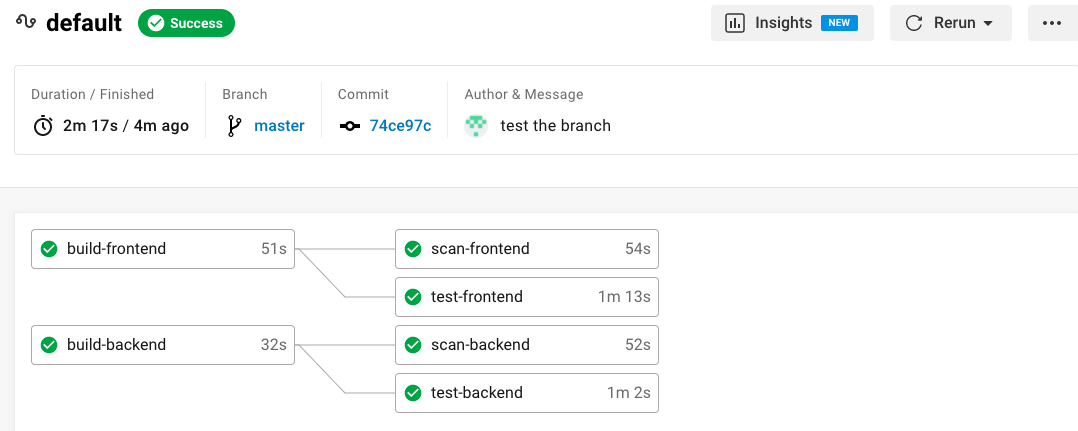 default Success Insights NEW Rerun
Duration / Finished Branch Commit Author & Message
2m 17s / 4m ago master 74ce97c test the branch
build-frontend 51s scan-frontend 54s
test-frontend 1m 13s
build-backend 32s scan-backend 52s
test-backend 1m 2s